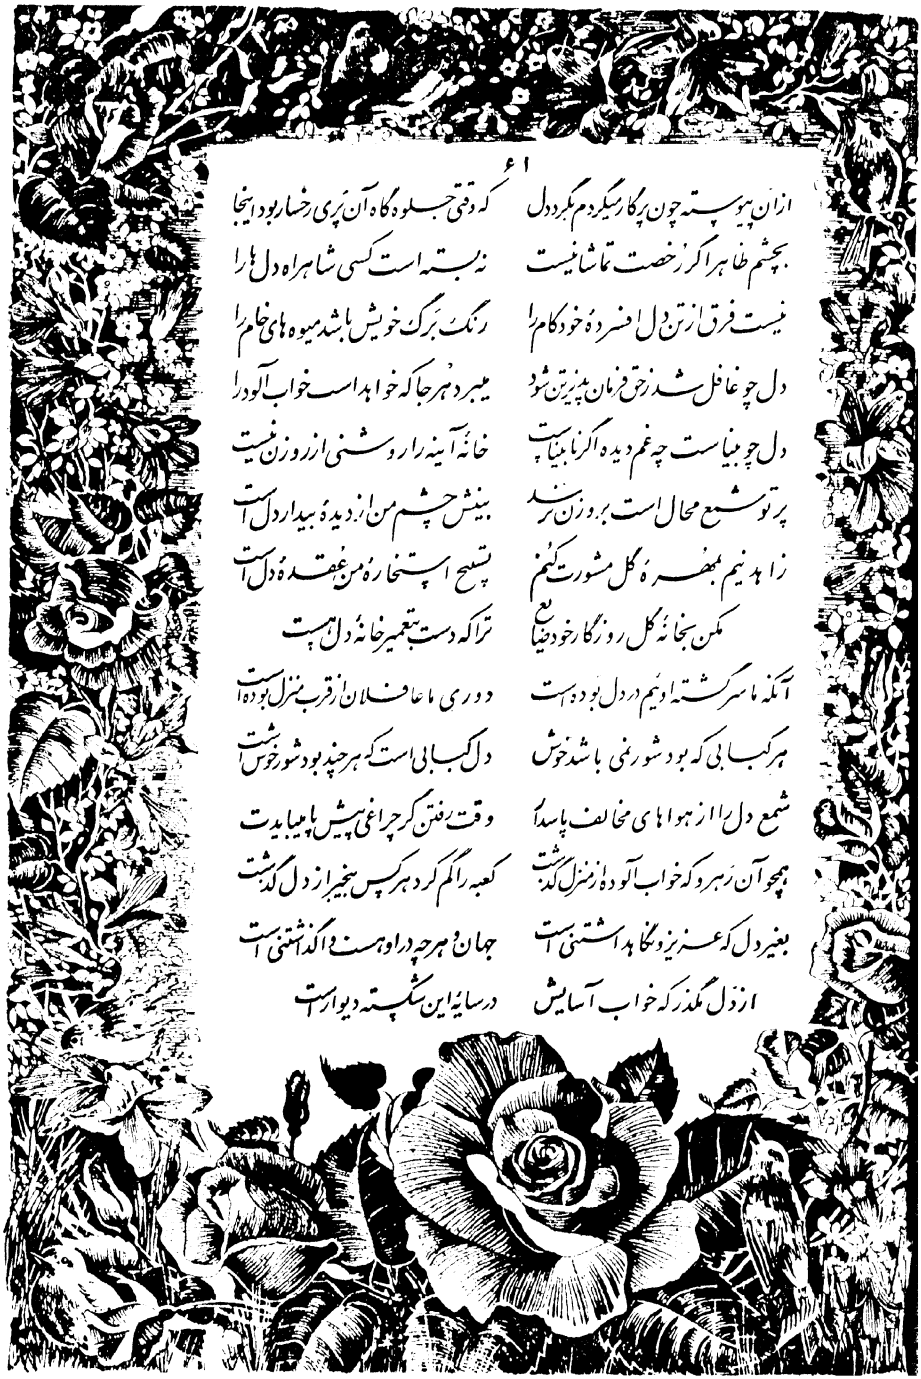 ۶۱
ازان پیوسته چون پرگار میگردم بگرد دل که وقتی جلوه گاه آن پری رخسار بود اینجا
بچشم ظاهر اگر رخصت تماشا نیست نه بسته است کسی شاهراه دل ها را
نیست فرق از تن دل افسرده خودکام را رنگ برگ خویش باشد میوه های خام را
دل چو غافل شد ز حق فرمان پذیر تن شود میبرد هر جا که خواهد اسب خواب آلود را
دل چو بیناست چه غم دیده اگر نابیناست خانهٔ آینه را روشنی از روزن نیست
پرتو شمع محال است بروزن نرسد بینش چشم من از دیدهٔ بیدار دل است
زاهد نیم بمهرهٔ گل مشورت کنم تسبیح استخارهٔ من عقدهٔ دل است
مکن بخانهٔ گل روزگار خود ضایع ترا که دست بتعمیر خانهٔ دل هست
آنکه ما سرگشته اوئیم در دل بوده است دوری ما غافلان از قرب منزل بوده است
هر کبابی که بود شور نمی باشد خوش دل کبابی است که هر چند بود شور خوش است
شمع دل را از هواهای مخالف پاسدار وقت رفتن گر چراغی پیش پا میبایدت
همچو آن رهرو که خواب آلوده از منزل گذشت کعبه را گم کرد هر کس بیخبر از دل گذشت
بغیر دل که عزیز و نگاهداشتنی است جهان و هر چه در او هست واگذاشتنی است
از دل مگذر که خواب آسایش در سایهٔ این شکسته دیوار است